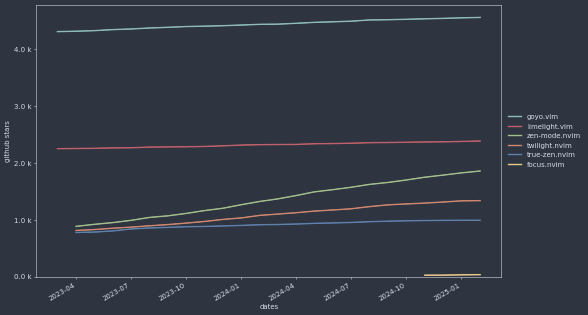 4.0 k
3.0 k
2.0 k
1.0 k
0.0 k
github stars
2023-04
2023-07
2023-10
2024-01
2024-04
2024-07
2024-10
2025-01
dates
goyo.vim
limelight.vim
zen-mode.nvim
twilight.nvim
true-zen.nvim
focus.nvim